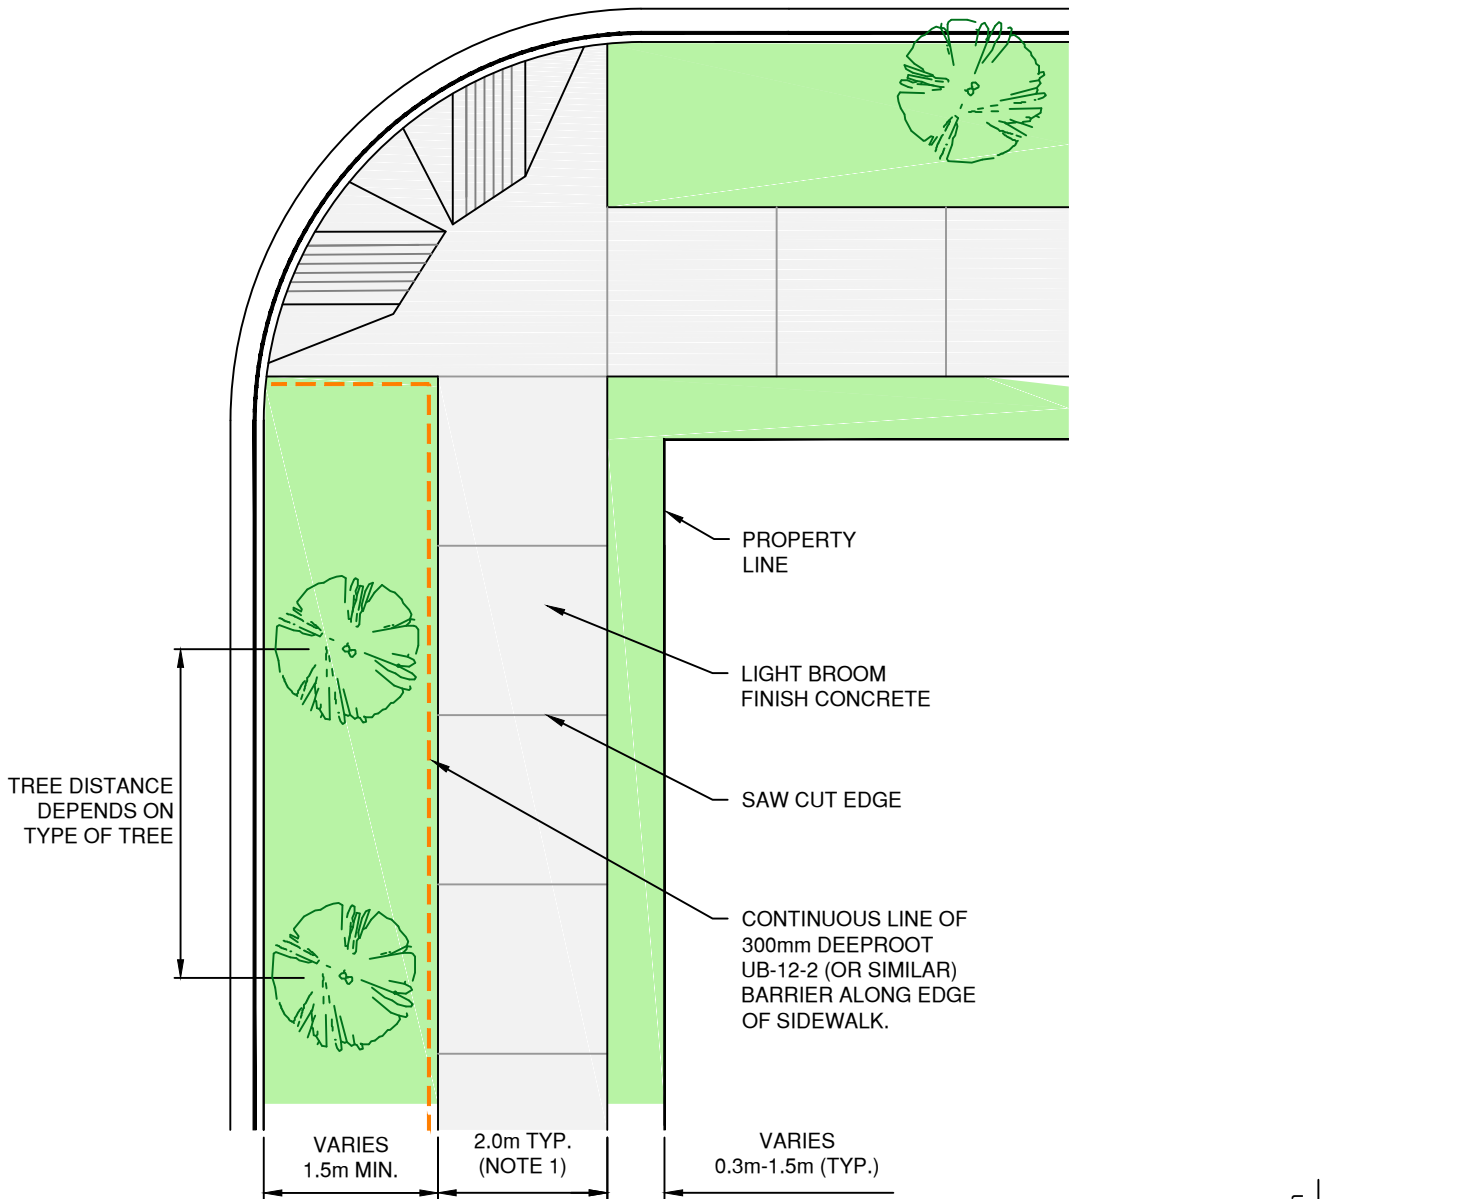 PROPERTY
LINE
LIGHT BROOM
FINISH CONCRETE
TREE DISTANCE
DEPENDS ON
TYPE OF TREE
SAW CUT EDGE
CONTINUOUS LINE OF
300mm DEEPROOT
UB-12-2 (OR SIMILAR)
BARRIER ALONG EDGE
OF SIDEWALK.
VARIES
1.5m MIN.
2.0m TYP.
(NOTE 1)
VARIES
0.3m-1.5m (TYP.)